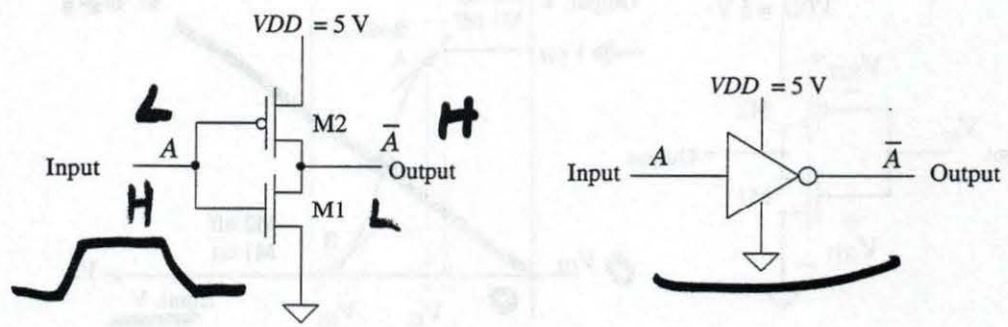 VDD = 5 V
L
M2
Input
A
A̅
H
Output
H
M1
L
VDD = 5 V
Input
A
A̅
Output